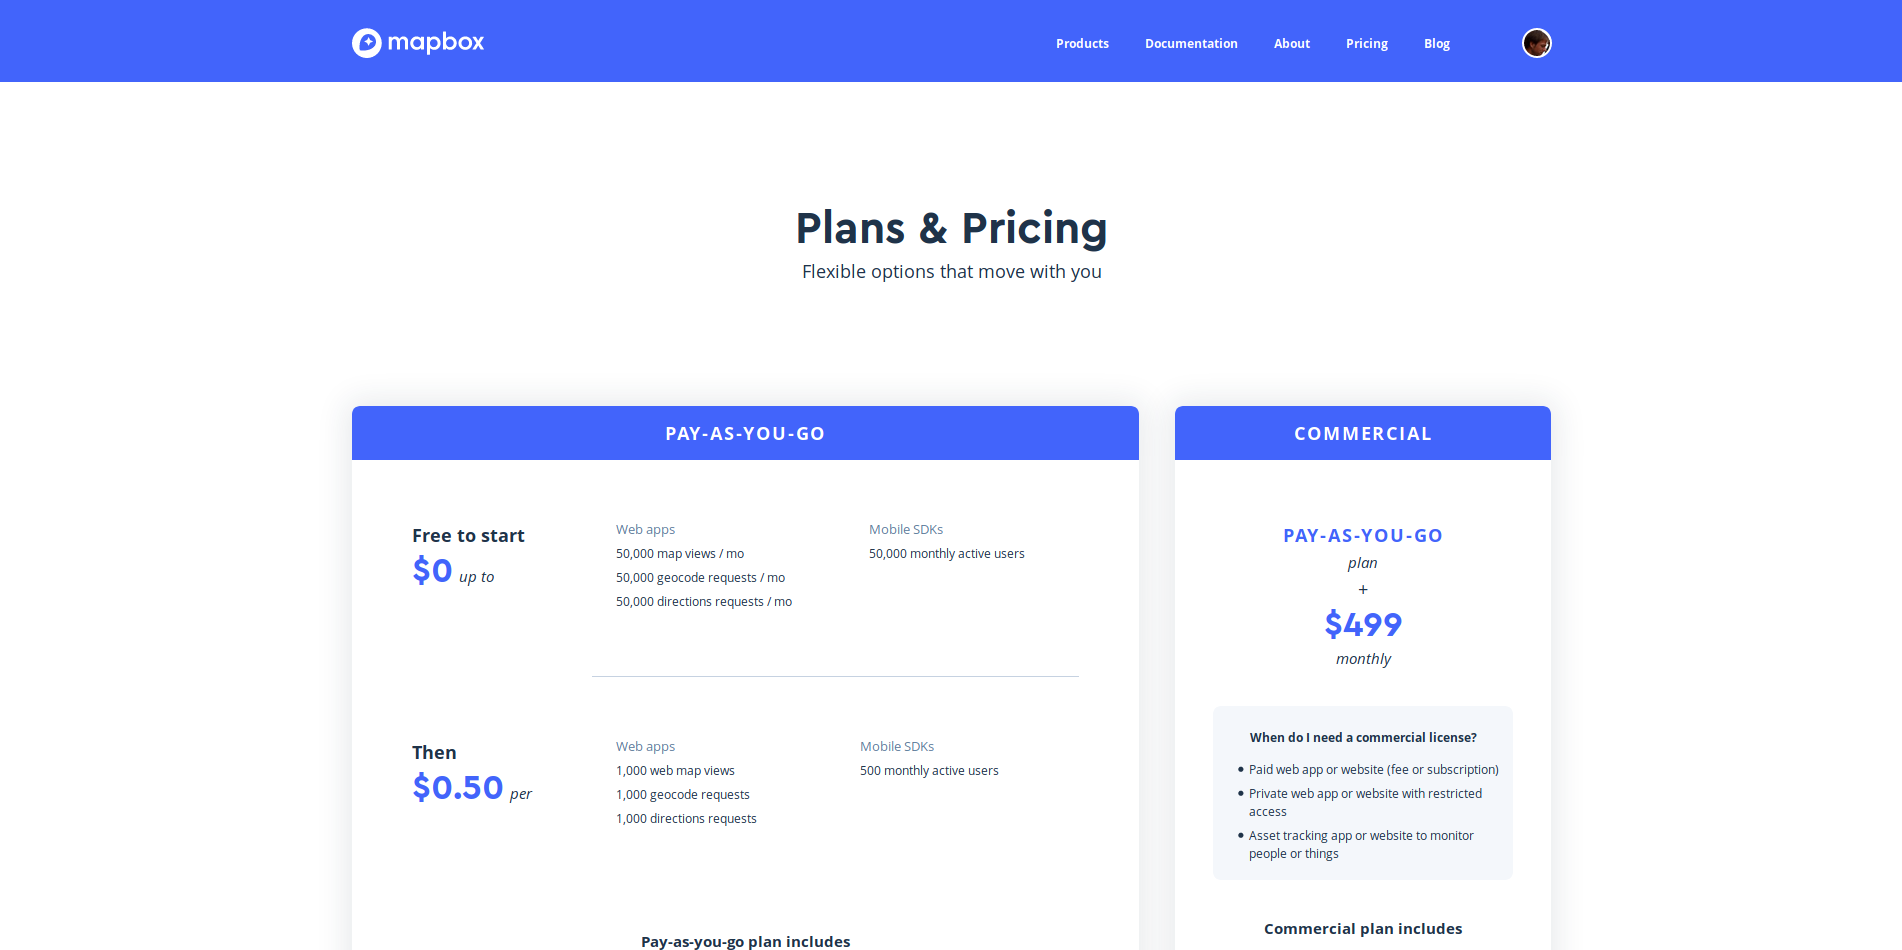 mapbox
Products Documentation About Pricing Blog
Plans & Pricing
Flexible options that move with you
PAY-AS-YOU-GO
Free to start
$0 up to
Web apps
50,000 map views / mo
50,000 geocode requests / mo
50,000 directions requests / mo
Mobile SDKs
50,000 monthly active users
Then
$0.50 per
Web apps
1,000 web map views
1,000 geocode requests
1,000 directions requests
Mobile SDKs
500 monthly active users
Pay-as-you-go plan includes
COMMERCIAL
PAY-AS-YOU-GO
plan
+
$499
monthly
When do I need a commercial license?
• Paid web app or website (fee or subscription)
• Private web app or website with restricted
access
• Asset tracking app or website to monitor
people or things
Commercial plan includes